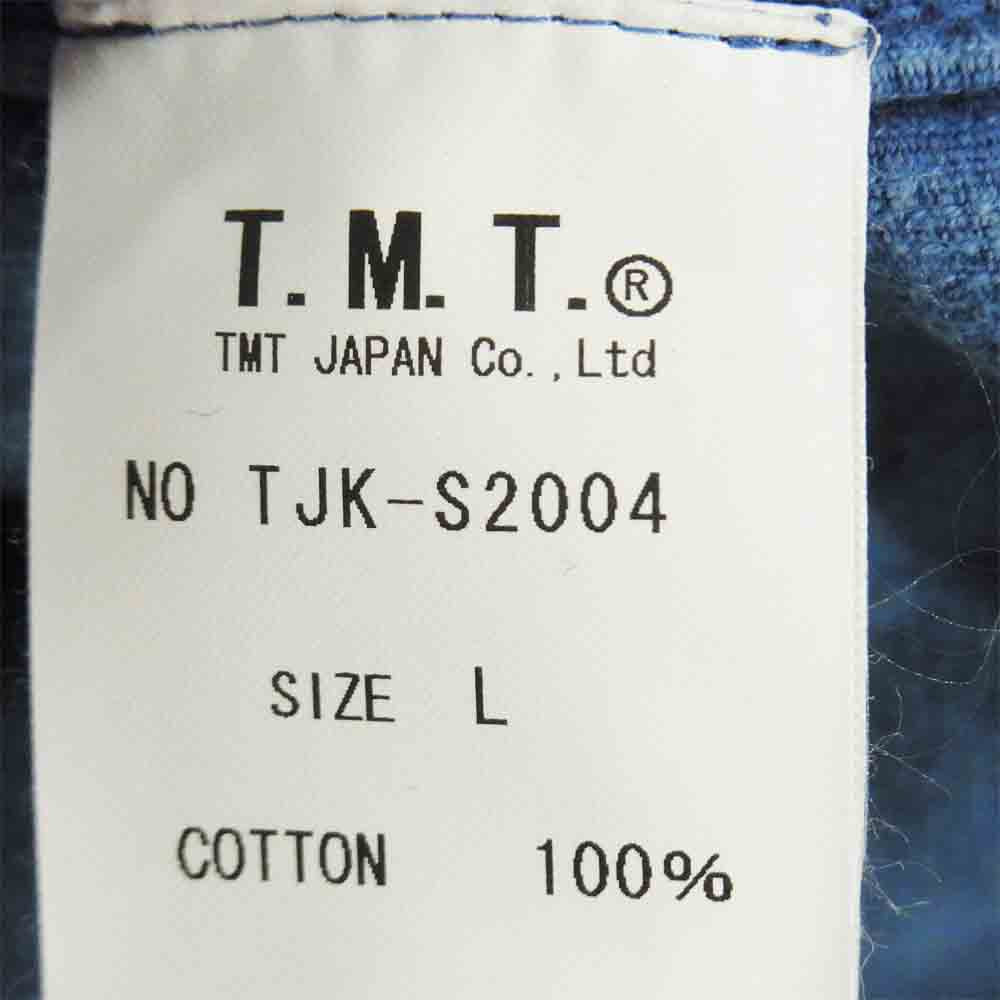 T.M.T.®
TMT JAPAN Co.,Ltd
NO TJK-S2004
SIZE L
COTTON 100%